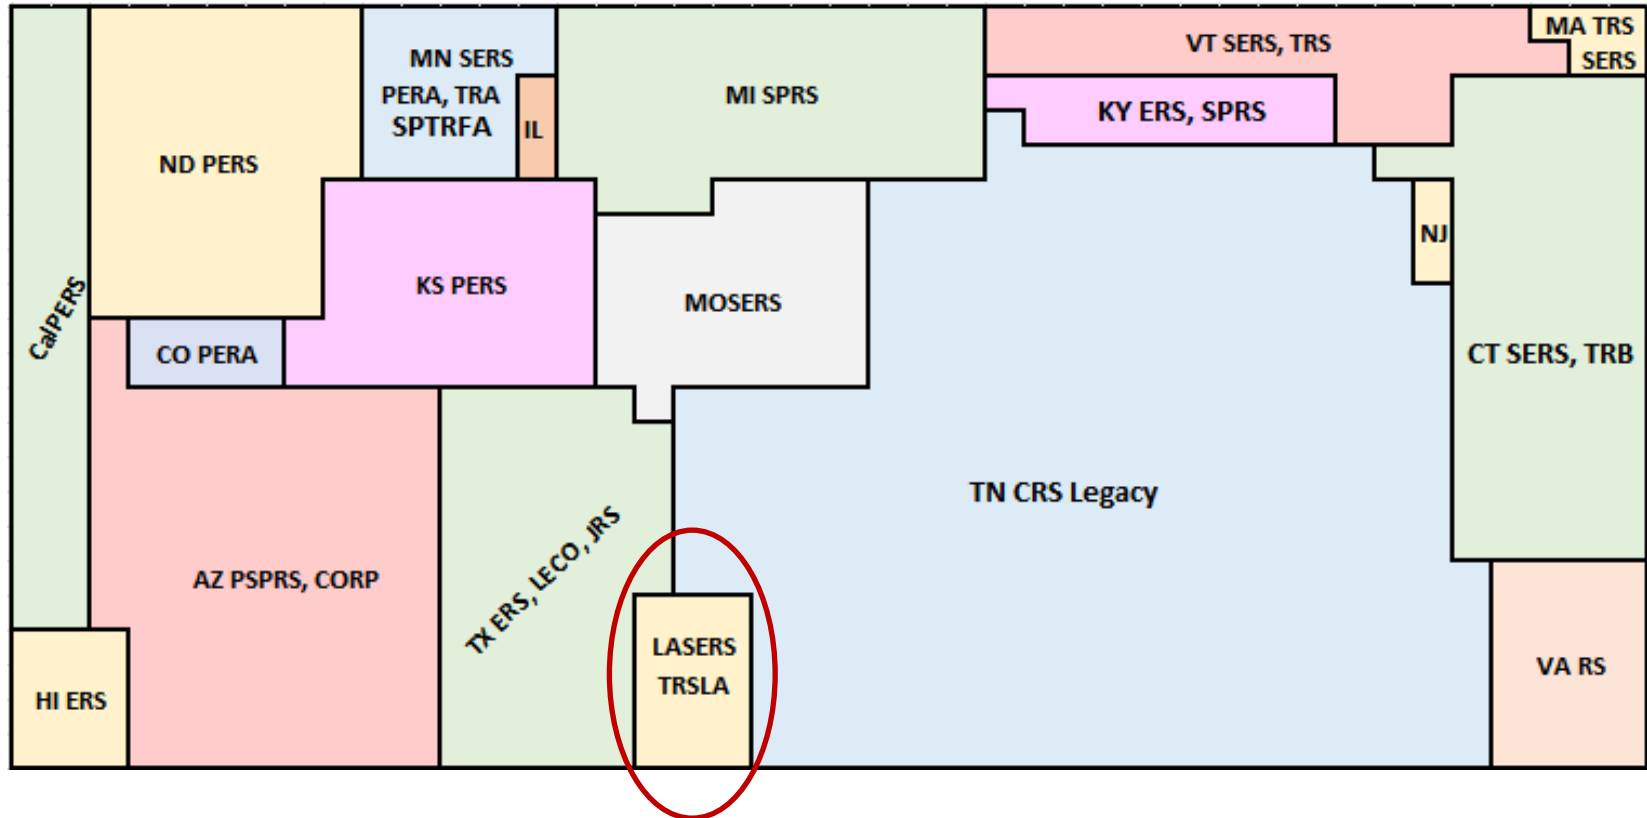 MN SERS
PERA, TRA
SPTRFA
IL
MI SPRS
VT SERS, TRS
MA TRS
SERS
KY ERS, SPRS
ND PERS
KS PERS
MOSERS
NJ
CalPERS
CO PERA
CT SERS, TRB
TN CRS Legacy
AZ PSPRS, CORP
TX ERS, LECO, JRS
LASERS
TRSLA
VA RS
HI ERS